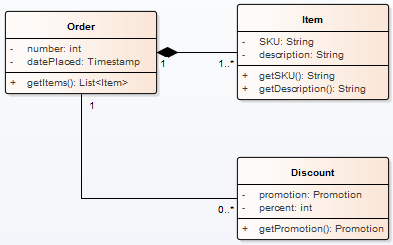 Order
- number: int
- datePlaced: Timestamp
+ getItems(): List<Item>
1
1..*
Item
- SKU: String
- description: String
+ getSKU(): String
+ getDescription(): String
1
0..*
Discount
- promotion: Promotion
- percent: int
+ getPromotion(): Promotion